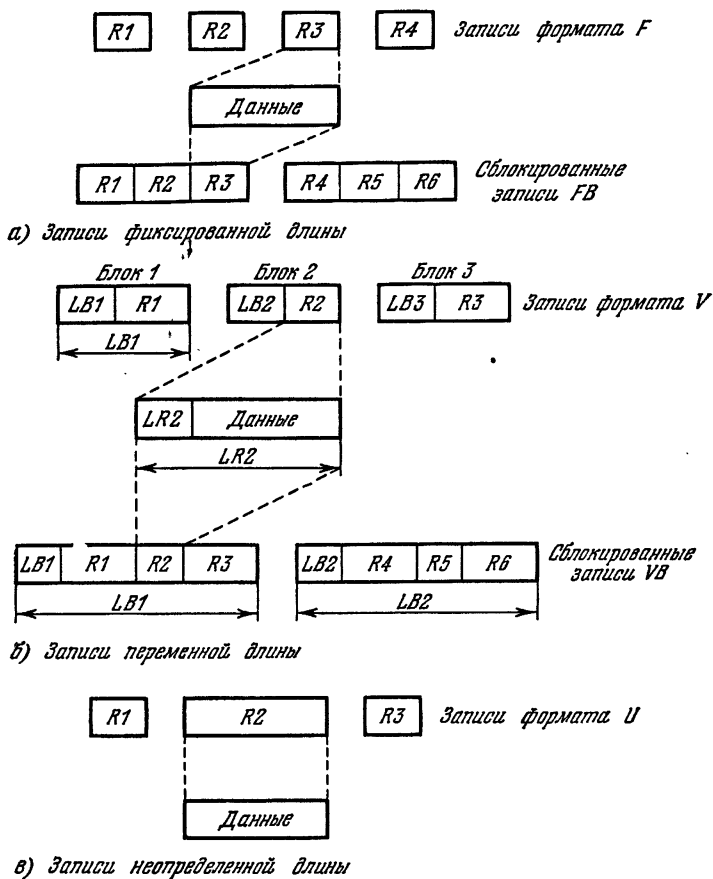 R1 R2 R3 R4 Записи формата F
Данные
R1 R2 R3 R4 R5 R6 Сблокированные
записи FB
а) Записи фиксированной длины
Блок 1 Блок 2 Блок 3
LB1 R1 LB2 R2 LB3 R3 Записи формата V
LB1
LR2 Данные
LR2
LB1 R1 R2 R3 LB2 R4 R5 R6 Сблокированные
записи VB
LB1 LB2
б) Записи переменной длины
R1 R2 R3 Записи формата U
Данные
в) Записи неопределенной длины